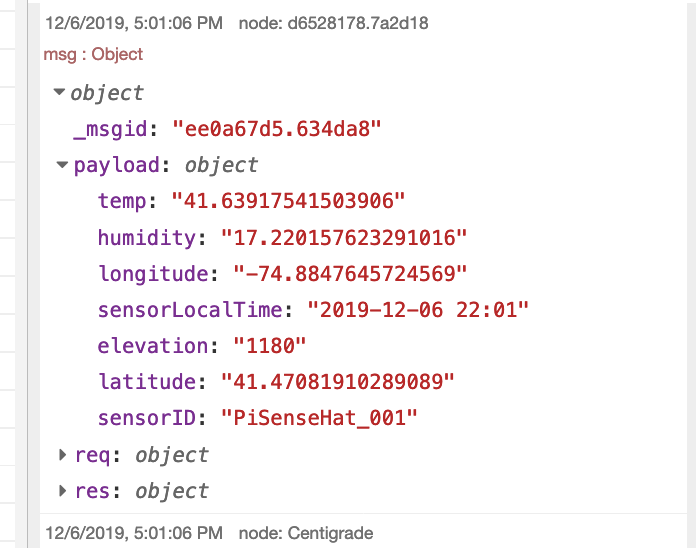 12/6/2019, 5:01:06 PM node: d6528178.7a2d18
msg : Object
object
_msgid: "ee0a67d5.634da8"
payload: object
temp: "41.63917541503906"
humidity: "17.220157623291016"
longitude: "-74.8847645724569"
sensorLocalTime: "2019-12-06 22:01"
elevation: "1180"
latitude: "41.47081910289089"
sensorID: "PiSenseHat_001"
req: object
res: object
12/6/2019, 5:01:06 PM node: Centigrade